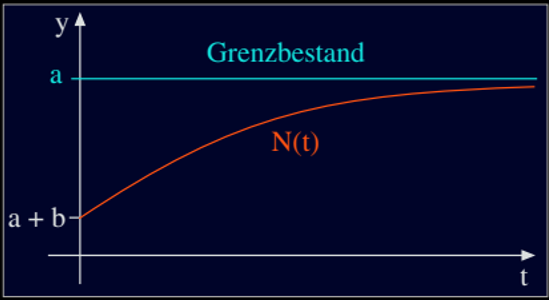 y
Grenzbestand
a
N(t)
a + b
t